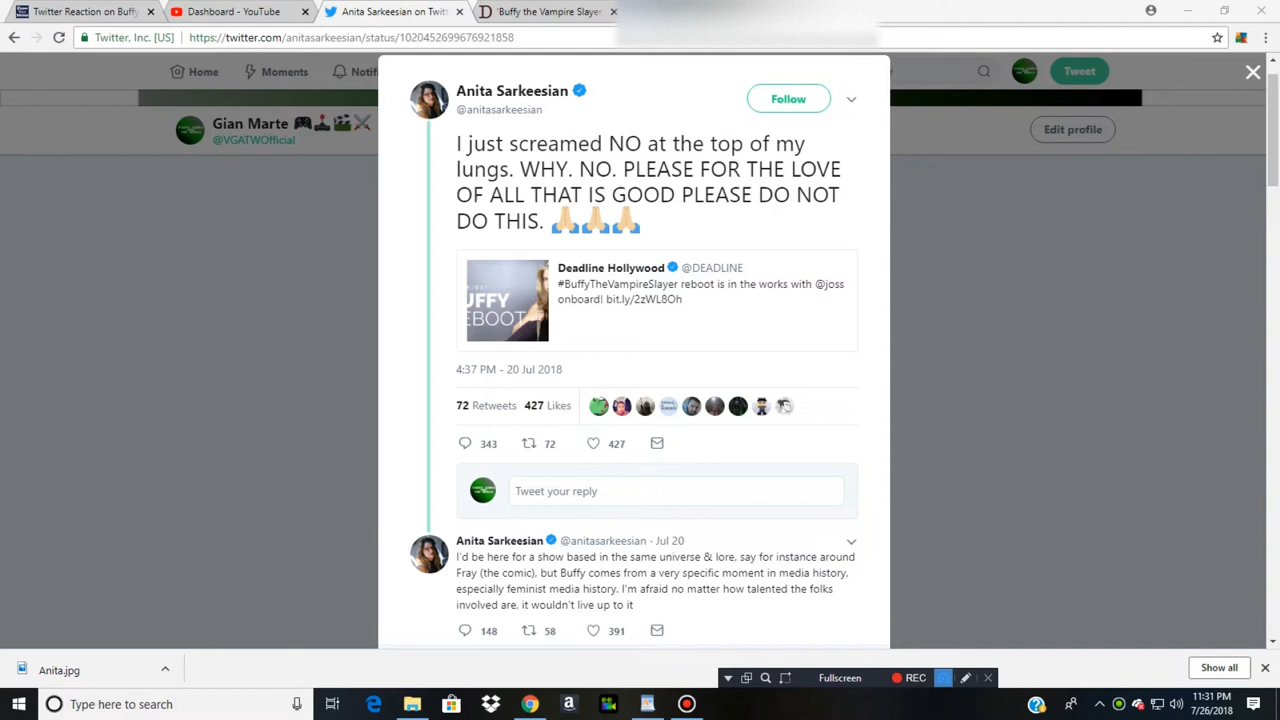 Twitter Reaction on Buffy
Dashboard - YouTube
Anita Sarkeesian on Twitt
'Buffy the Vampire Slayer
Twitter, Inc. [US]
https://twitter.com/anitasarkeesian/status/1020452699676921858
Home
Moments
Notifi
Tweet
Gian Marte
@VGATWOfficial
Edit profile
Anita Sarkeesian
@anitasarkeesian
Follow
I just screamed NO at the top of my
lungs. WHY. NO. PLEASE FOR THE LOVE
OF ALL THAT IS GOOD PLEASE DO NOT
DO THIS. 🙏🏻🙏🏻🙏🏻
Deadline Hollywood @DEADLINE
#BuffyTheVampireSlayer reboot is in the works with @joss
onboard! bit.ly/2zWL8Oh
UFFY
EBOOT
4:37 PM - 20 Jul 2018
72 Retweets 427 Likes
343 72 427
Tweet your reply
Anita Sarkeesian @anitasarkeesian · Jul 20
I'd be here for a show based in the same universe & lore, say for instance around
Fray (the comic), but Buffy comes from a very specific moment in media history,
especially feminist media history. I'm afraid no matter how talented the folks
involved are, it wouldn't live up to it
148 58 391
Anita.jpg
Show all
Fullscreen
REC
Type here to search
11:31 PM
7/26/2018